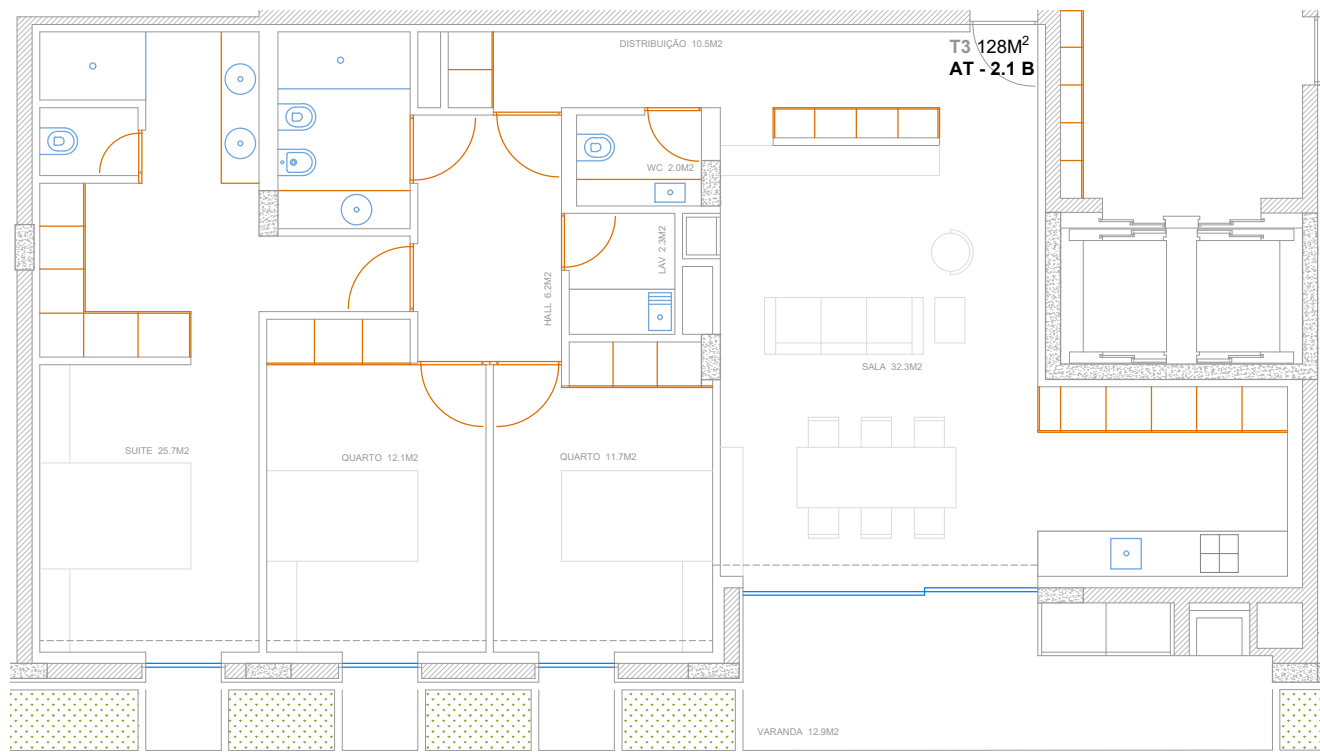 DISTRIBUIÇÃO 10.5M2
T3 128M²
AT - 2.1 B
WC 2.0M2
LAV 2.3M2
HALL 6.2M2
SALA 32.3M2
SUITE 25.7M2
QUARTO 12.1M2
QUARTO 11.7M2
VARANDA 12.9M2